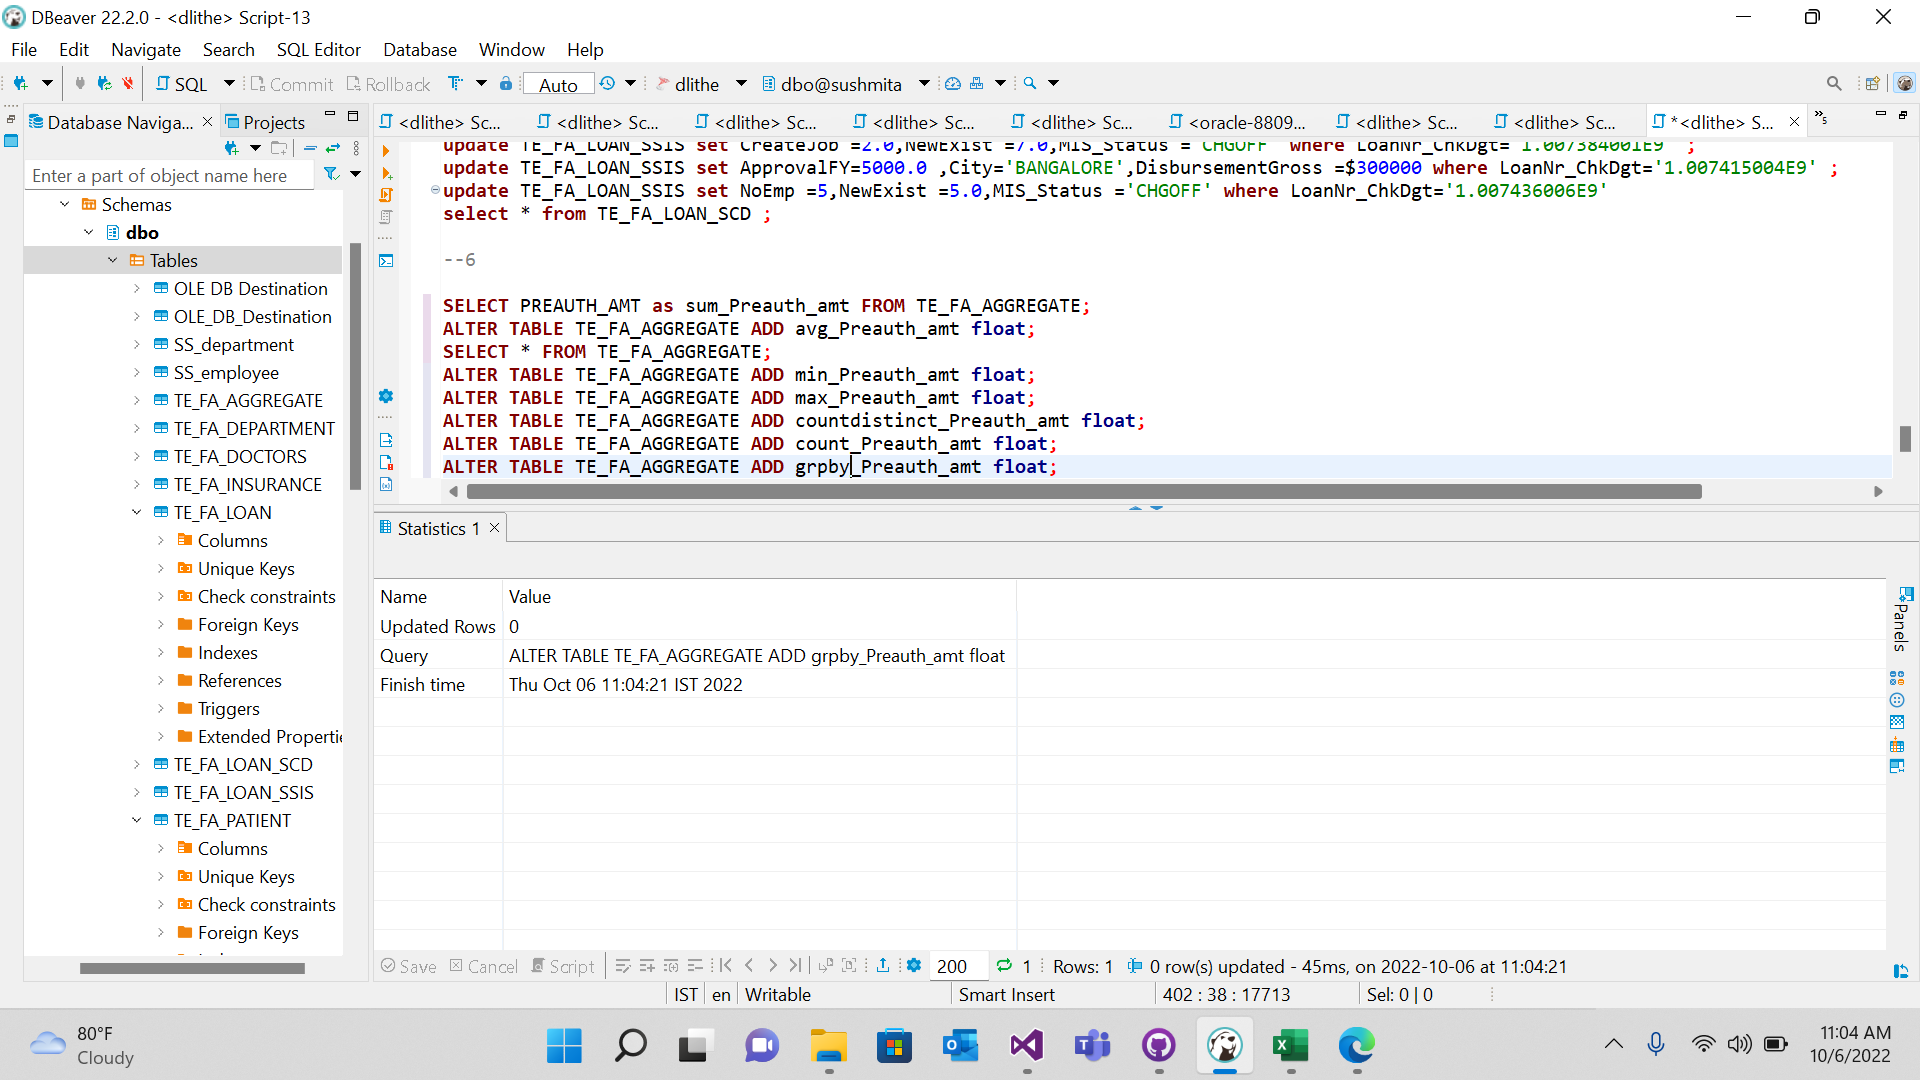 DBeaver 22.2.0 - <dlithe> Script-13
File Edit Navigate Search SQL Editor Database Window Help
SQL Commit Rollback Auto dlithe dbo@sushmita
Database Naviga... Projects
<dlithe> Sc... <dlithe> Sc... <dlithe> Sc... <dlithe> Sc... <dlithe> Sc... <oracle-8809... <dlithe> Sc... <dlithe> Sc... *<dlithe> S... »5
Enter a part of object name here
Schemas
dbo
Tables
OLE DB Destination
OLE_DB_Destination
SS_department
SS_employee
TE_FA_AGGREGATE
TE_FA_DEPARTMENT
TE_FA_DOCTORS
TE_FA_INSURANCE
TE_FA_LOAN
Columns
Unique Keys
Check constraints
Foreign Keys
Indexes
References
Triggers
Extended Properti
TE_FA_LOAN_SCD
TE_FA_LOAN_SSIS
TE_FA_PATIENT
Columns
Unique Keys
Check constraints
Foreign Keys
update TE_FA_LOAN_SSIS set CreateJob =2.0,NewExist =7.0,MIS_Status ='CHGOFF' where LoanNr_ChkDgt='1.007384001E9' ;
update TE_FA_LOAN_SSIS set ApprovalFY=5000.0 ,City='BANGALORE',DisbursementGross =$300000 where LoanNr_ChkDgt='1.007415004E9' ;
update TE_FA_LOAN_SSIS set NoEmp =5,NewExist =5.0,MIS_Status ='CHGOFF' where LoanNr_ChkDgt='1.007436006E9'
select * from TE_FA_LOAN_SCD ;
--6
SELECT PREAUTH_AMT as sum_Preauth_amt FROM TE_FA_AGGREGATE;
ALTER TABLE TE_FA_AGGREGATE ADD avg_Preauth_amt float;
SELECT * FROM TE_FA_AGGREGATE;
ALTER TABLE TE_FA_AGGREGATE ADD min_Preauth_amt float;
ALTER TABLE TE_FA_AGGREGATE ADD max_Preauth_amt float;
ALTER TABLE TE_FA_AGGREGATE ADD countdistinct_Preauth_amt float;
ALTER TABLE TE_FA_AGGREGATE ADD count_Preauth_amt float;
ALTER TABLE TE_FA_AGGREGATE ADD grpby_Preauth_amt float;
Statistics 1
Name Value
Updated Rows 0
Query ALTER TABLE TE_FA_AGGREGATE ADD grpby_Preauth_amt float
Finish time Thu Oct 06 11:04:21 IST 2022
Panels
Save Cancel Script 200 1 Rows: 1 0 row(s) updated - 45ms, on 2022-10-06 at 11:04:21
IST en Writable Smart Insert 402 : 38 : 17713 Sel: 0 | 0
80°F
Cloudy
11:04 AM
10/6/2022